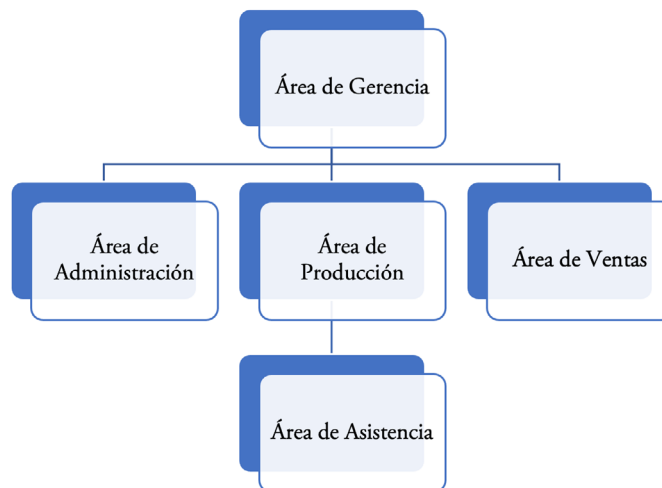 Área de Gerencia
Área de
Administración
Área de
Producción
Área de Ventas
Área de Asistencia